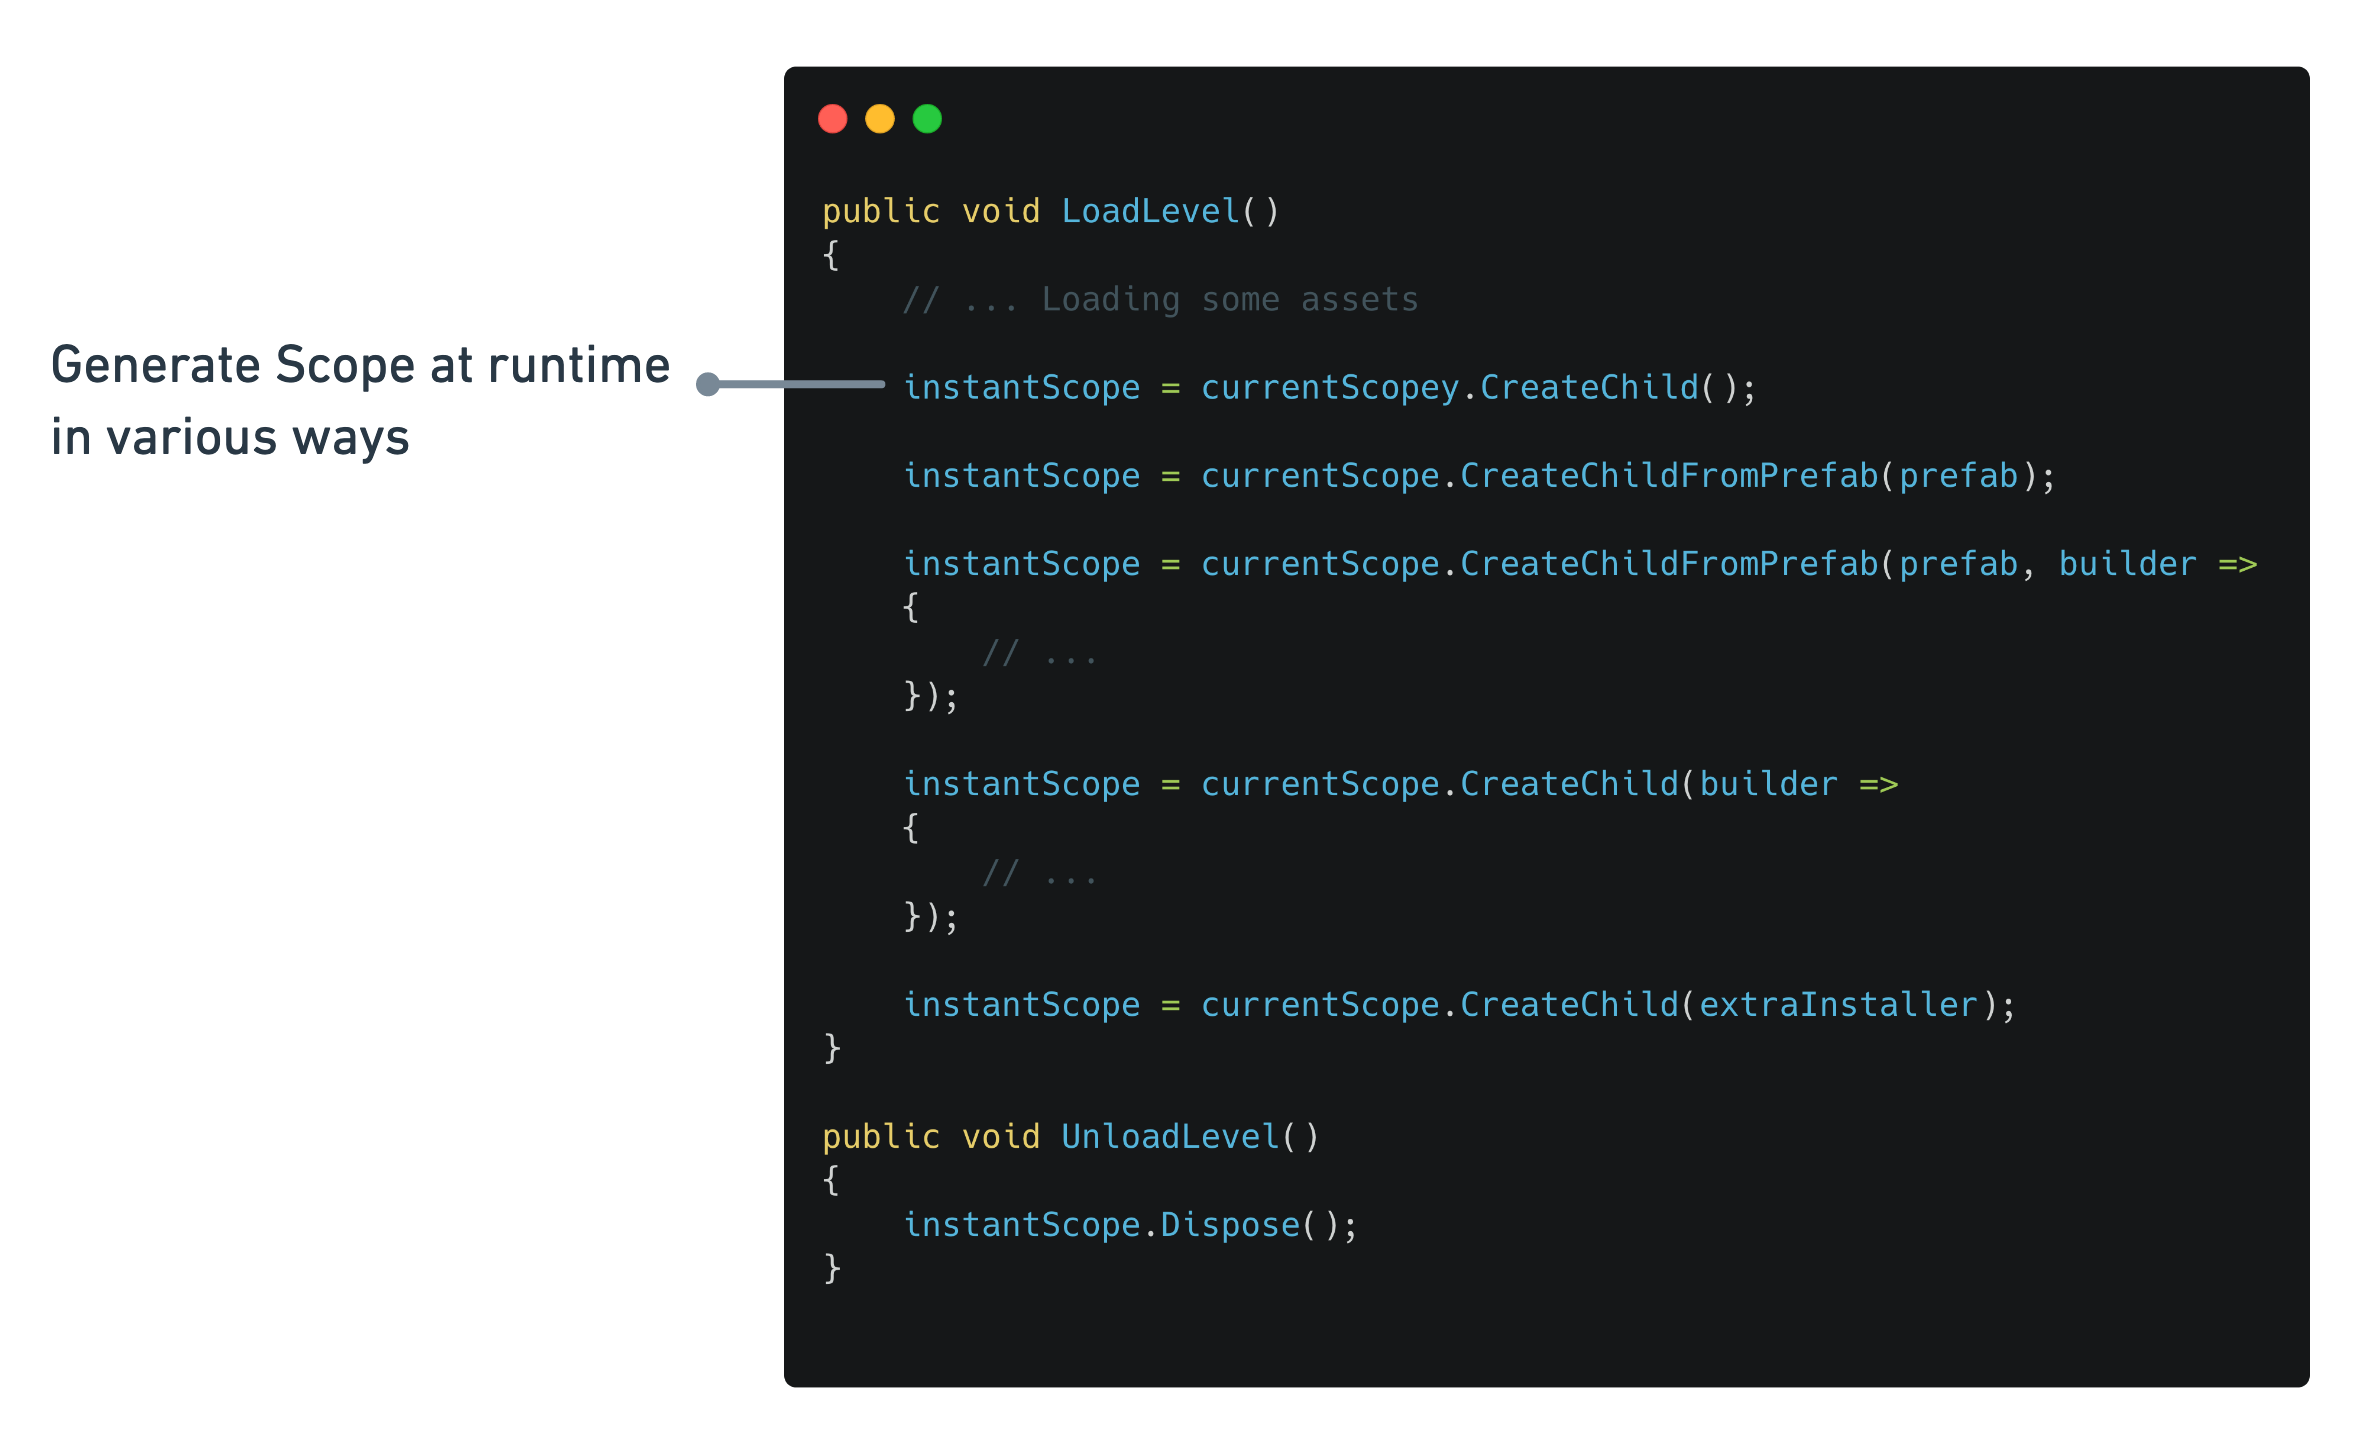 Generate Scope at runtime
in various ways
public void LoadLevel()
{
    // ... Loading some assets
    instantScope = currentScopey.CreateChild();
    instantScope = currentScope.CreateChildFromPrefab(prefab);
    instantScope = currentScope.CreateChildFromPrefab(prefab, builder =>
    {
        // ...
    });
    instantScope = currentScope.CreateChild(builder =>
    {
        // ...
    });
    instantScope = currentScope.CreateChild(extraInstaller);
}
public void UnloadLevel()
{
    instantScope.Dispose();
}